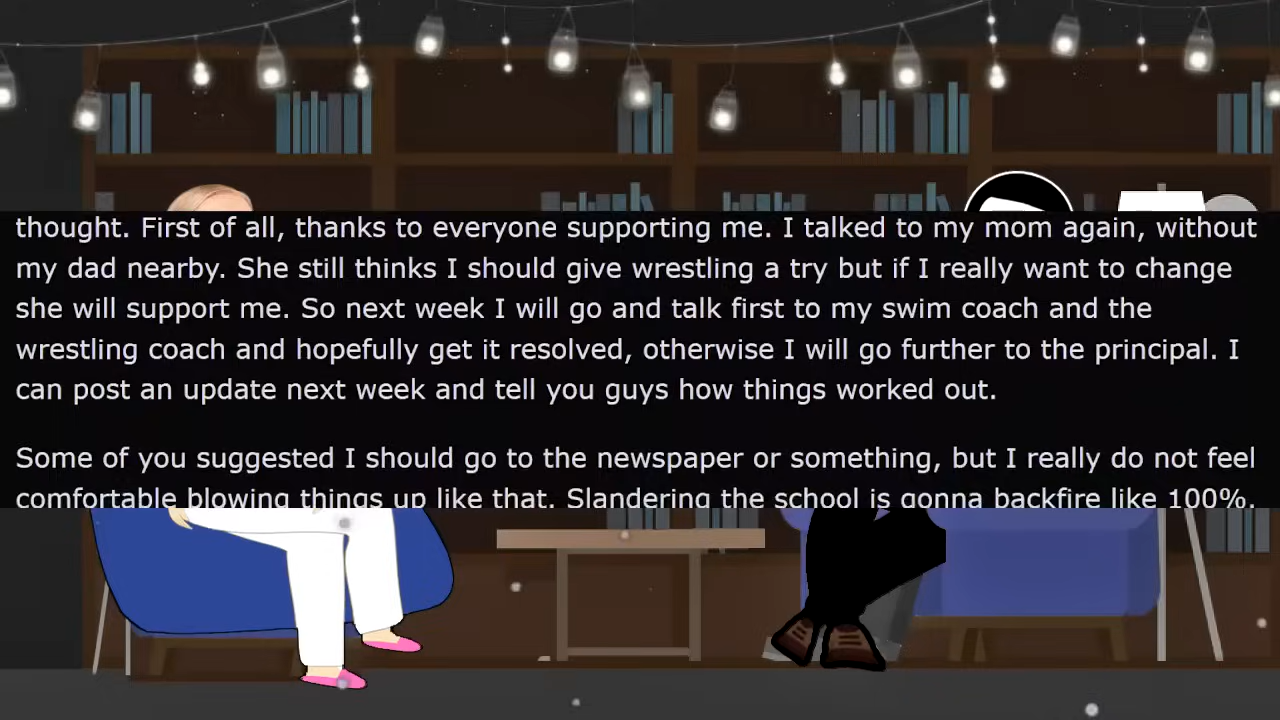 thought. First of all, thanks to everyone supporting me. I talked to my mom again, without
my dad nearby. She still thinks I should give wrestling a try but if I really want to change
she will support me. So next week I will go and talk first to my swim coach and the
wrestling coach and hopefully get it resolved, otherwise I will go further to the principal. I
can post an update next week and tell you guys how things worked out.
Some of you suggested I should go to the newspaper or something, but I really do not feel
comfortable blowing things up like that. Slandering the school is gonna backfire like 100%.